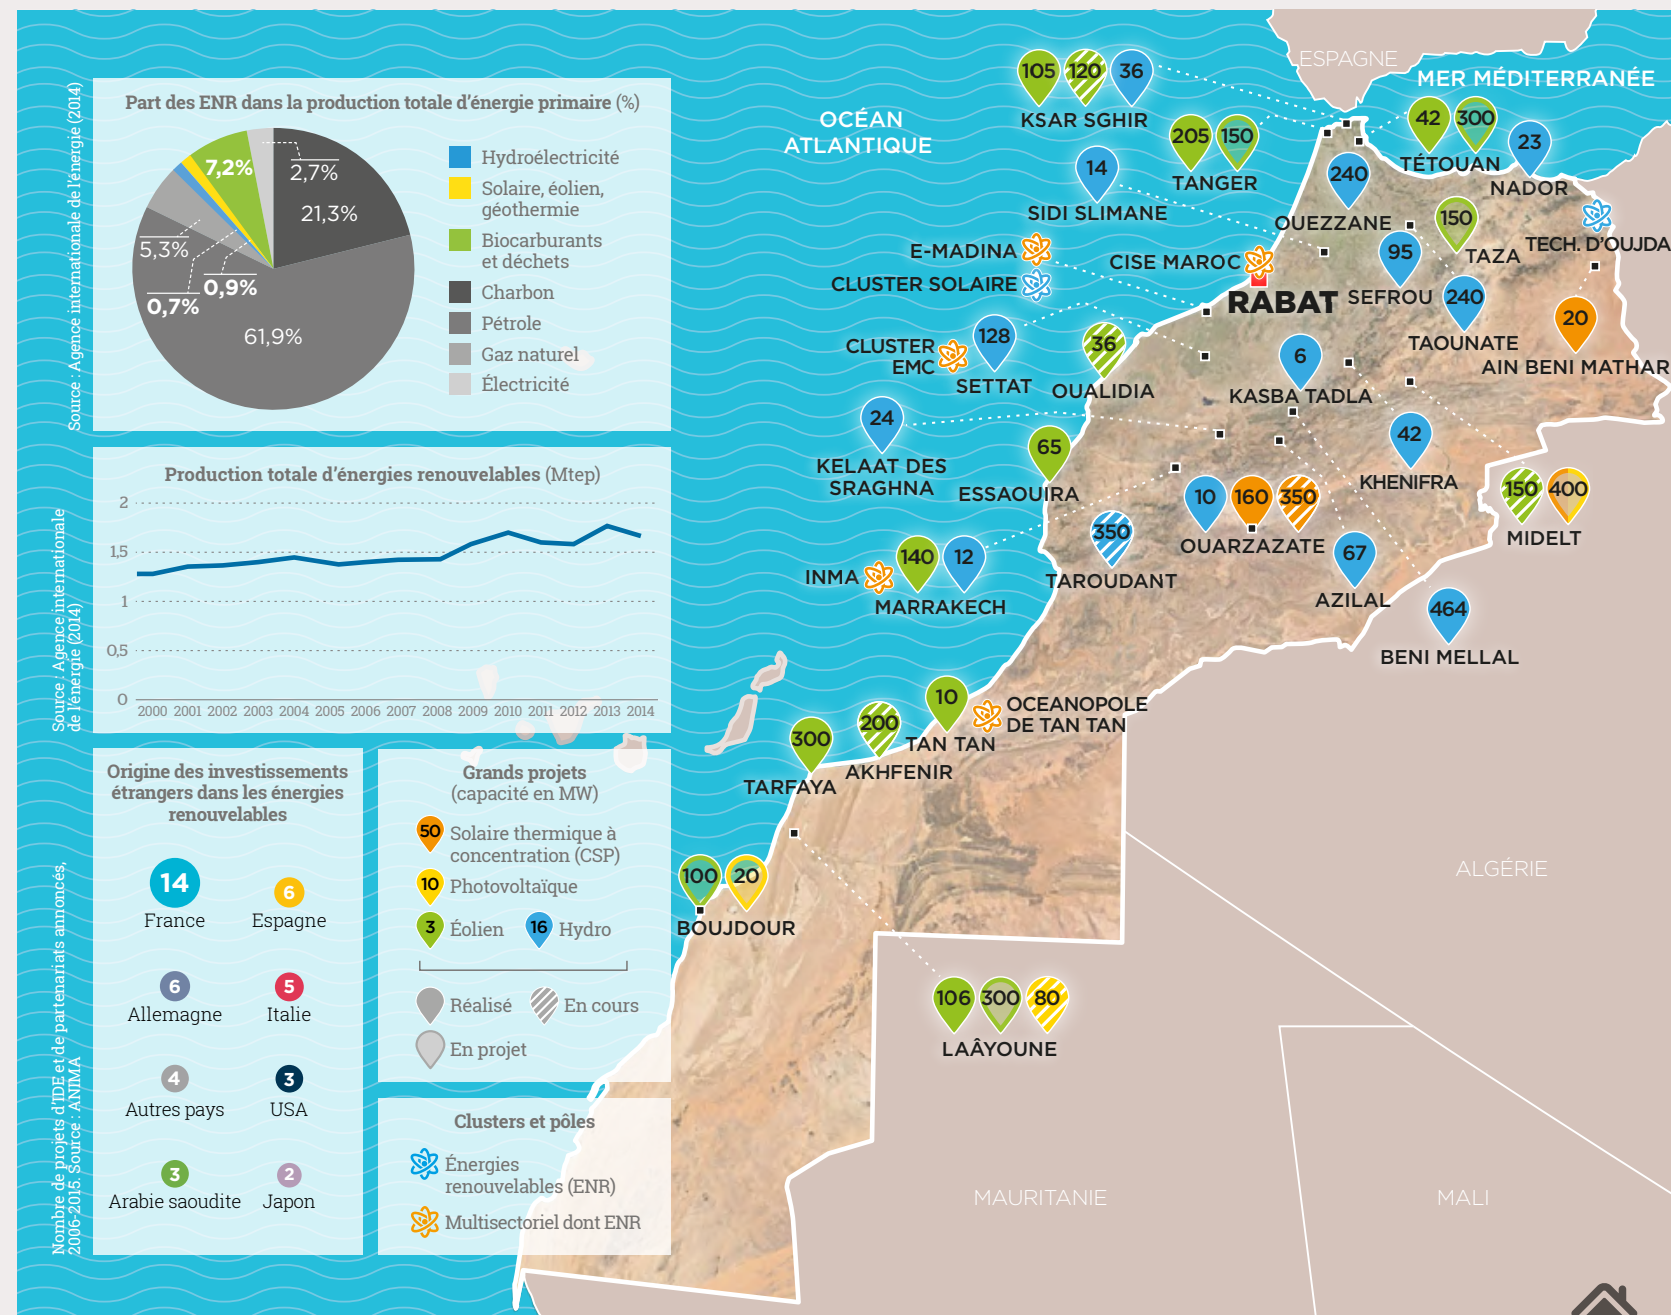 Part des ENR dans la production totale d'énergie primaire (%)
7,2%
2,7%
21,3%
5,3%
0,7%
0,9%
61,9%
Hydroélectricité
Solaire, éolien,
géothermie
Biocarburants
et déchets
Charbon
Pétrole
Gaz naturel
Électricité
Source : Agence internationale de l'énergie (2014)
Production totale d'énergies renouvelables (Mtep)
2
1,5
1
0,5
0
2000 2001 2002 2003 2004 2005 2006 2007 2008 2009 2010 2011 2012 2013 2014
Source : Agence internationale
de l'énergie (2014)
Origine des investissements
étrangers dans les énergies
renouvelables
14
France
6
Espagne
6
Allemagne
5
Italie
4
Autres pays
3
USA
3
Arabie saoudite
2
Japon
Nombre de projets d'IDE et de partenariats annoncés,
2006-2015. Source : ANIMA
Grands projets
(capacité en MW)
50 Solaire thermique à
concentration (CSP)
10 Photovoltaïque
3 Éolien 16 Hydro
Réalisé En cours
En projet
Clusters et pôles
Énergies
renouvelables (ENR)
Multisectoriel dont ENR
OCÉAN
ATLANTIQUE
ESPAGNE
MER MÉDITERRANÉE
105 120 36
KSAR SGHIR
205 150
TANGER
42 300
TÉTOUAN
23
NADOR
14
SIDI SLIMANE
240
OUEZZANE
150
TAZA
TECH. D'OUJDA
E-MADINA
CLUSTER SOLAIRE
CISE MAROC
RABAT
95
SEFROU
240
TAOUNATE
20
AIN BENI MATHAR
CLUSTER
EMC
128
SETTAT
36
OUALIDIA
6
KASBA TADLA
24
KELAAT DES
SRAGHNA
65
ESSAOUIRA
42
KHENIFRA
150 400
MIDELT
10 160 350
OUARZAZATE
350
TAROUDANT
67
AZILAL
INMA
140 12
MARRAKECH
464
BENI MELLAL
10
TAN TAN
OCEANOPOLE
DE TAN TAN
200
AKHFENIR
300
TARFAYA
100 20
BOUJDOUR
106 300 80
LAÂYOUNE
ALGÉRIE
MAURITANIE
MALI